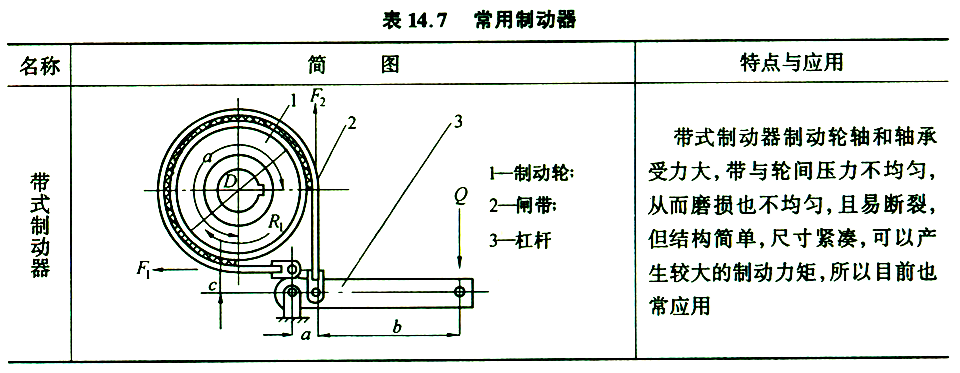 表 14.7 常用制动器
名称
简 图
特点与应用
带式制动器
1
F₂
2
3
a
D
R₁
F₁
c
a
b
Q
1—制动轮;
2—闸带;
3—杠杆
带式制动器制动轮轴和轴承
受力大,带与轮间压力不均匀,
从而磨损也不均匀,且易断裂,
但结构简单,尺寸紧凑,可以产
生较大的制动力矩,所以目前也
常应用